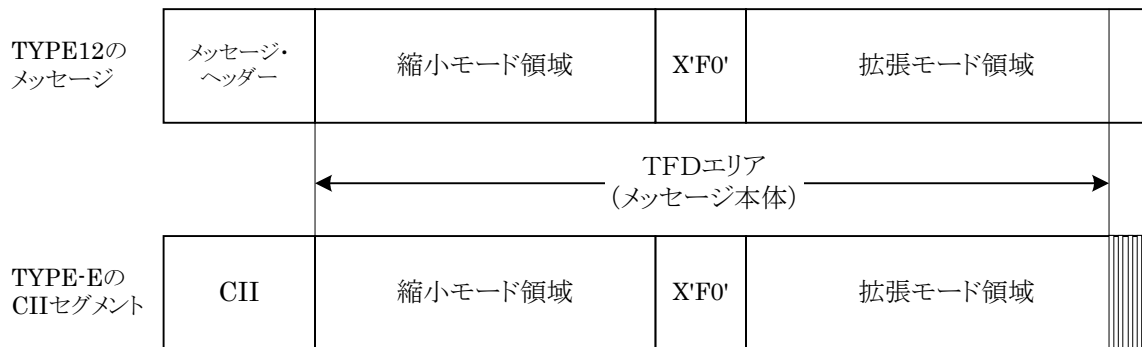 TYPE12の
メッセージ
メッセージ・
ヘッダー
縮小モード領域
X'F0'
拡張モード領域
TFDエリア
（メッセージ本体）
TYPE-Eの
CIIセグメント
CII
縮小モード領域
X'F0'
拡張モード領域